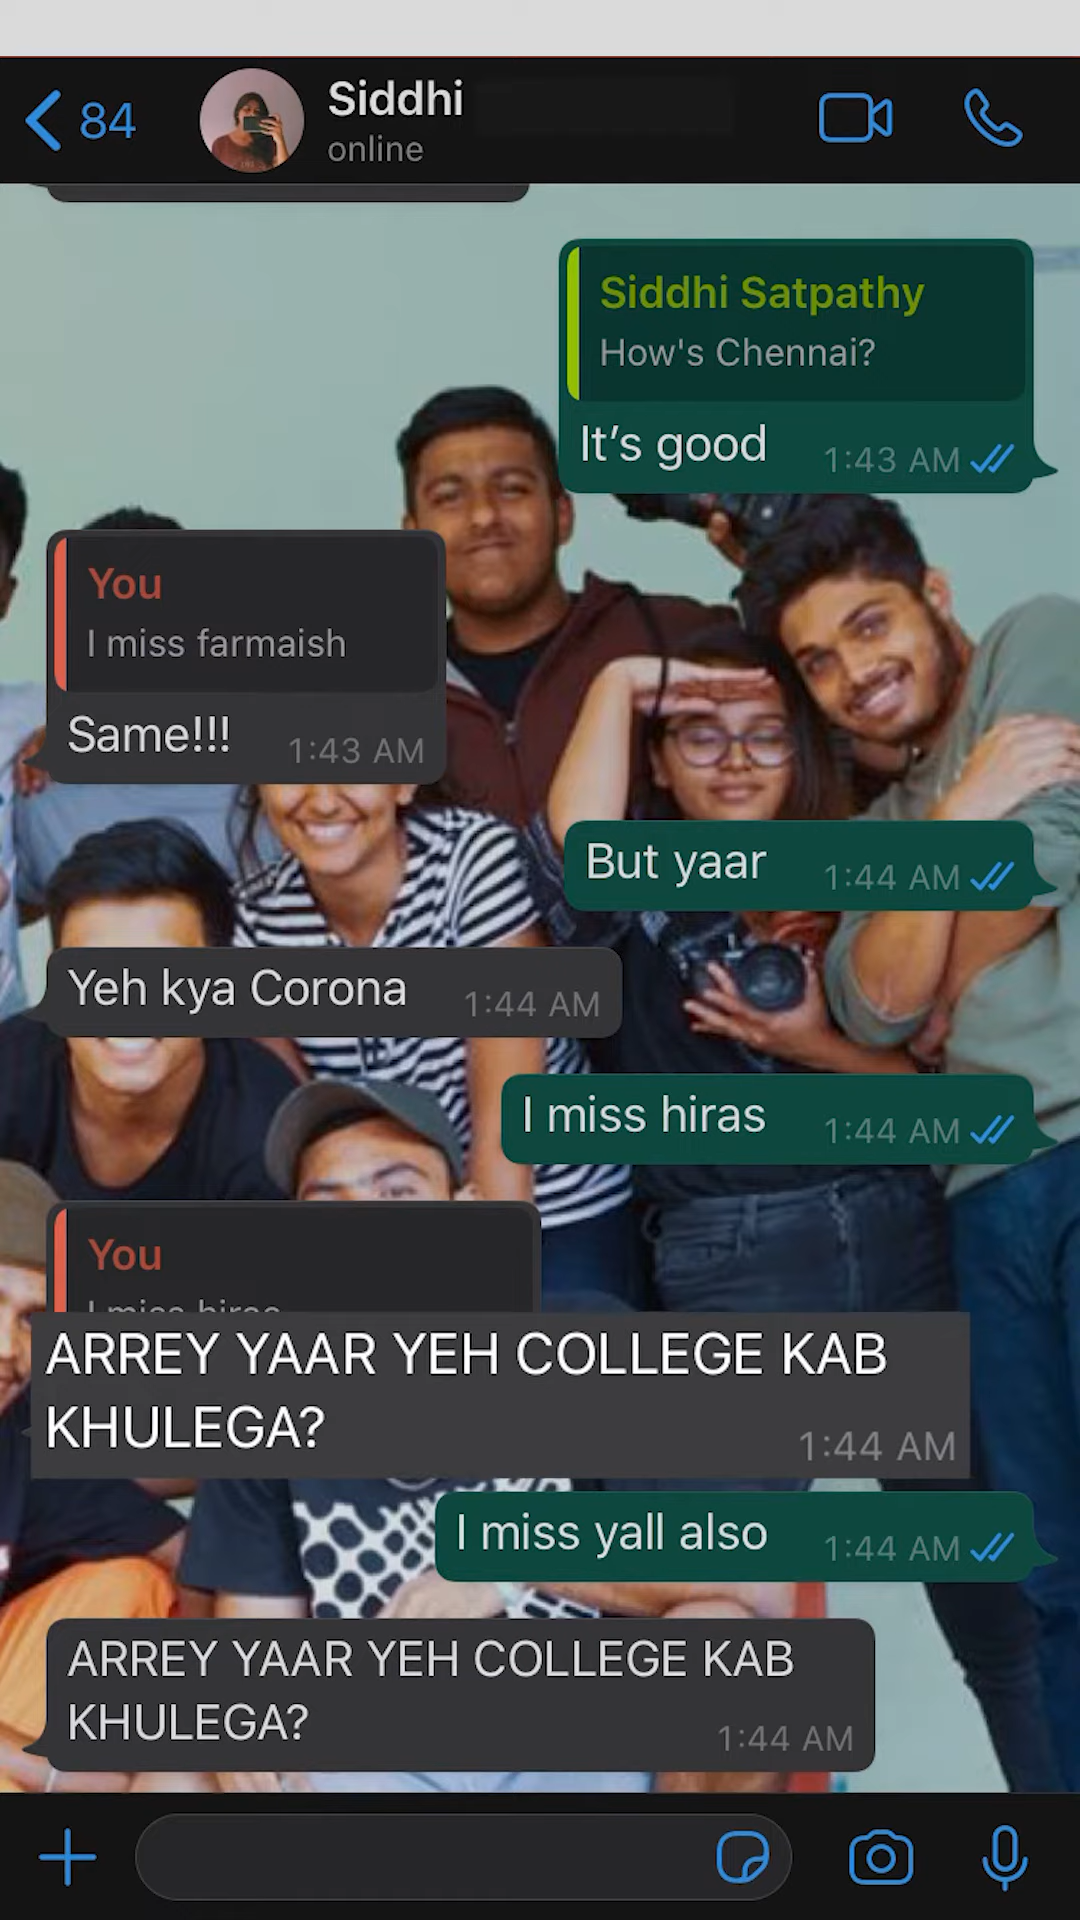 84
Siddhi
online
Siddhi Satpathy
How's Chennai?
It’s good
1:43 AM
You
I miss farmaish
Same!!!
1:43 AM
But yaar
1:44 AM
Yeh kya Corona
1:44 AM
I miss hiras
1:44 AM
You
I miss hiras
ARREY YAAR YEH COLLEGE KAB
KHULEGA?
1:44 AM
I miss yall also
1:44 AM
ARREY YAAR YEH COLLEGE KAB
KHULEGA?
1:44 AM